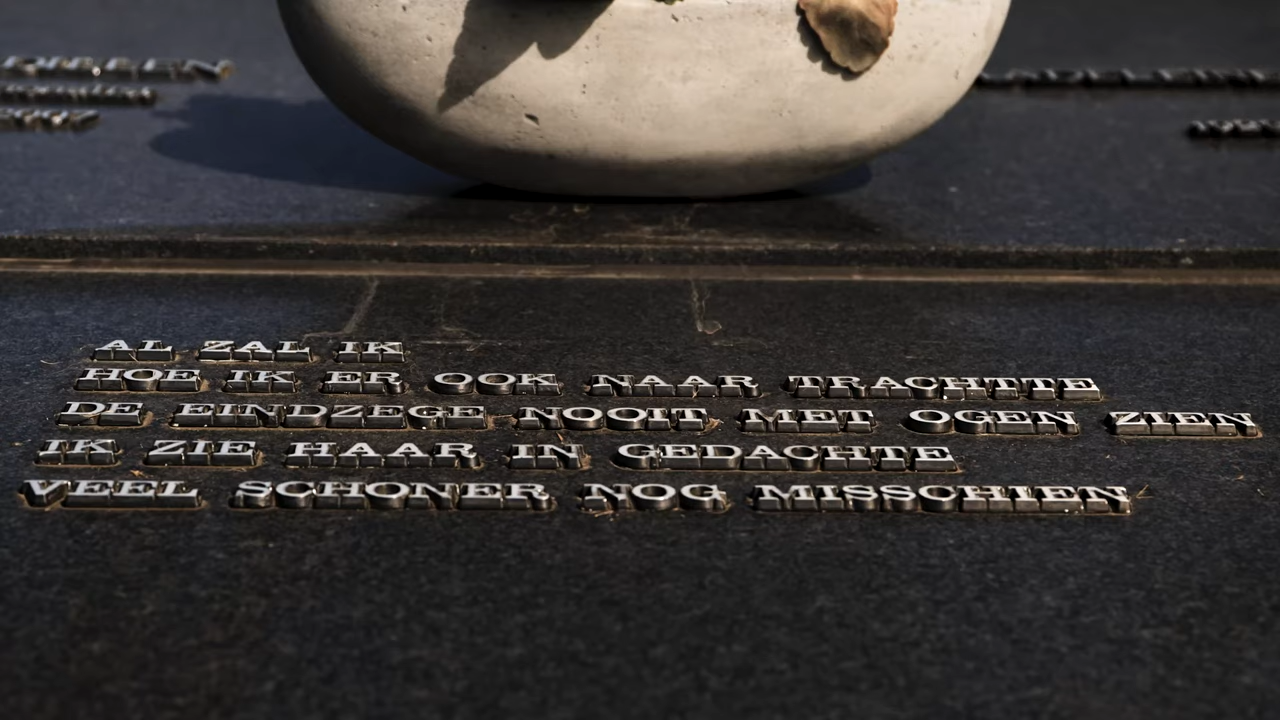 AL ZAL IK
HOE IK ER OOK NAAR TRACHTTE
DE EINDZEGE NOOIT MET OGEN ZIEN
IK ZIE HAAR IN GEDACHTE
VEEL SCHONER NOG MISSCHIEN